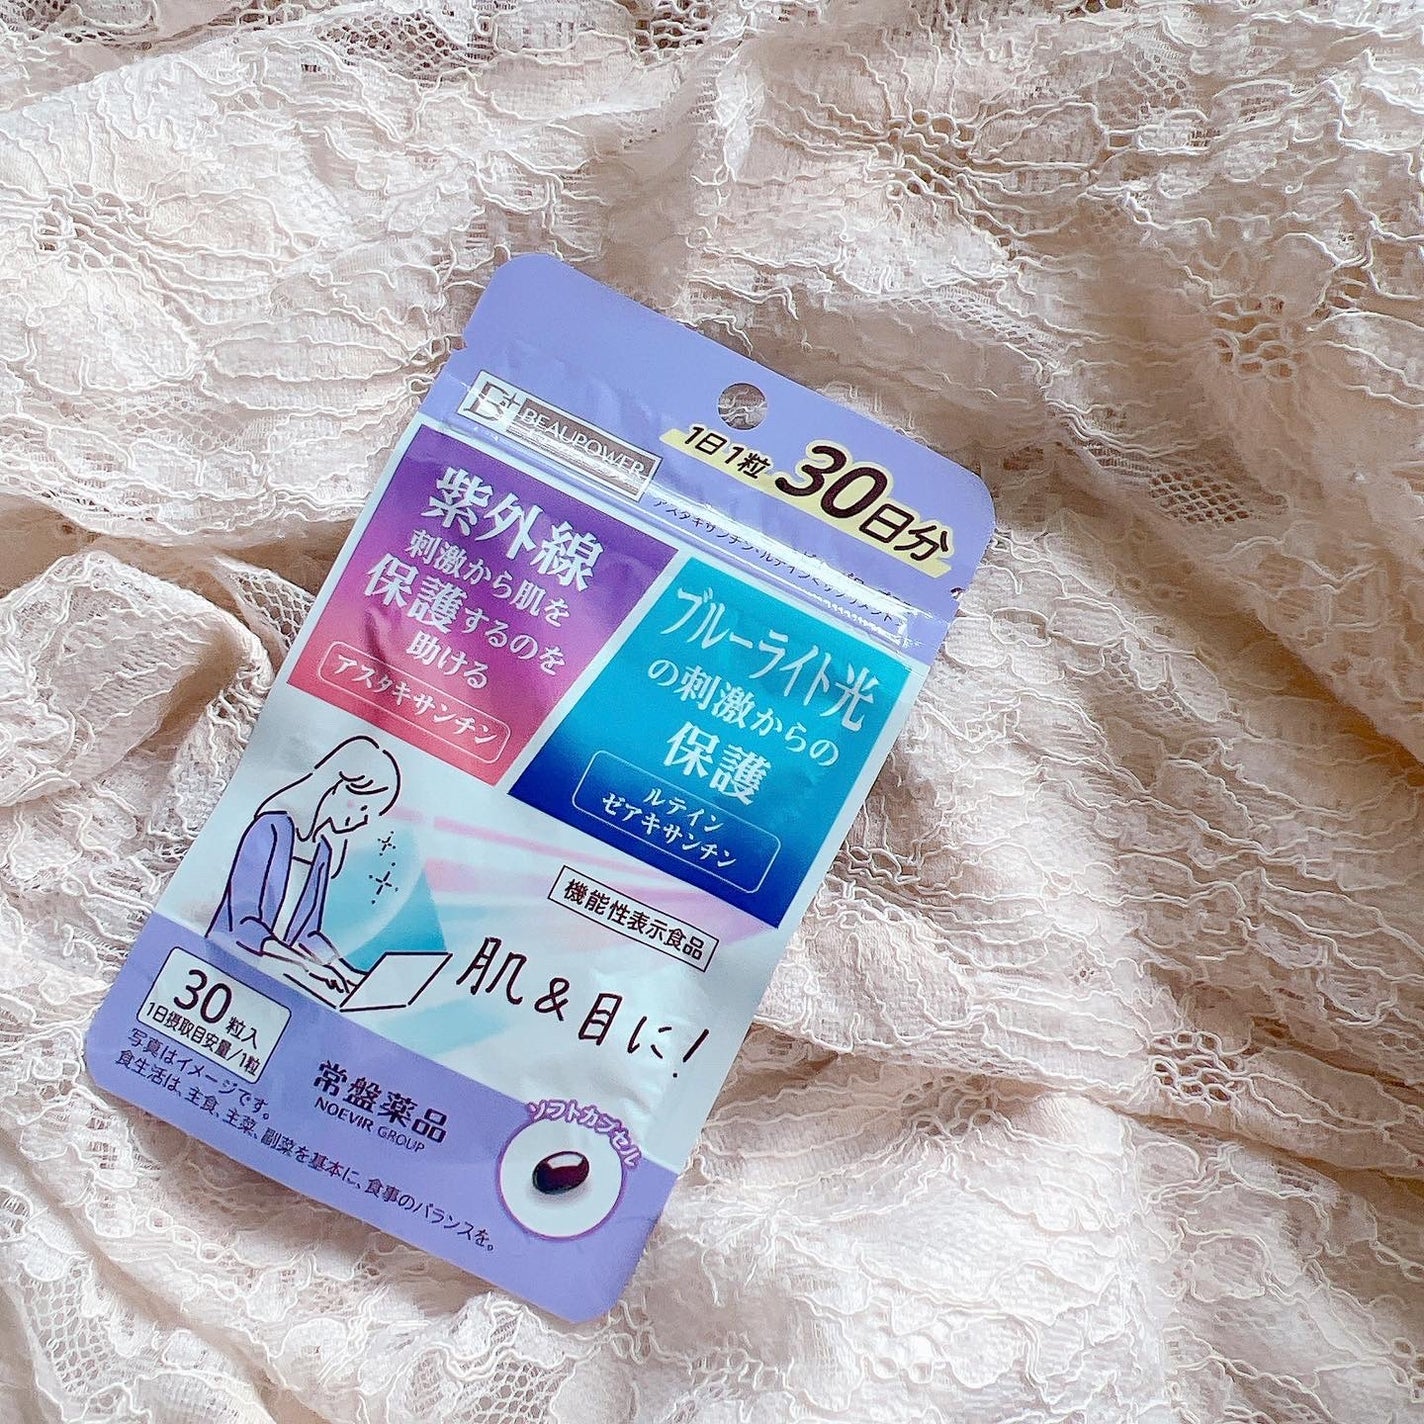 BEAUPOWER
1日1粒 30日分
紫外線
刺激から肌を
保護するのを
助ける
アスタキサンチン
ブルーライト光
の刺激からの
保護
ルテイン
ゼアキサンチン
機能性表示食品
肌&目に!
30粒入
1日摂取目安量/1粒
写真はイメージです。
食生活は、主食、主菜、副菜を基本に、食事のバランスを。
常盤薬品
NOEVIR GROUP
ソフトカプセル